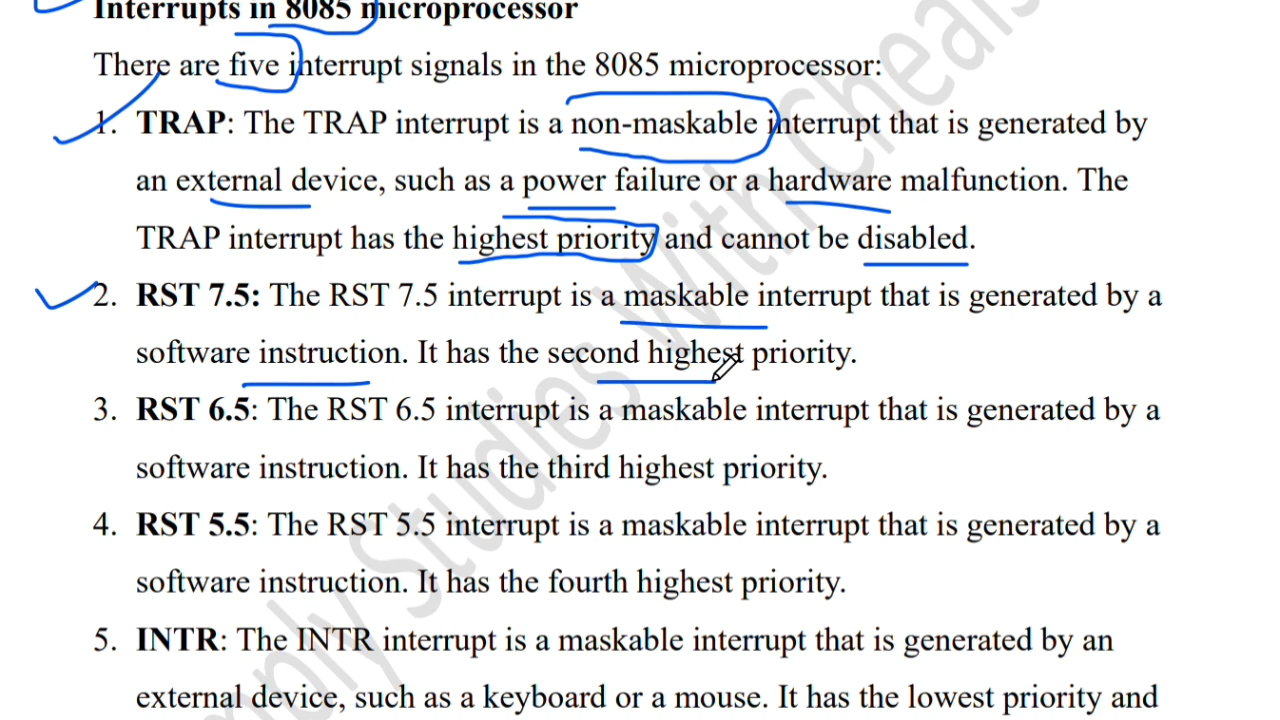 Interrupts in 8085 microprocessor
There are five interrupt signals in the 8085 microprocessor:
1. TRAP: The TRAP interrupt is a non-maskable interrupt that is generated by
an external device, such as a power failure or a hardware malfunction. The
TRAP interrupt has the highest priority and cannot be disabled.
2. RST 7.5: The RST 7.5 interrupt is a maskable interrupt that is generated by a
software instruction. It has the second highest priority.
3. RST 6.5: The RST 6.5 interrupt is a maskable interrupt that is generated by a
software instruction. It has the third highest priority.
4. RST 5.5: The RST 5.5 interrupt is a maskable interrupt that is generated by a
software instruction. It has the fourth highest priority.
5. INTR: The INTR interrupt is a maskable interrupt that is generated by an
external device, such as a keyboard or a mouse. It has the lowest priority and
Studies With